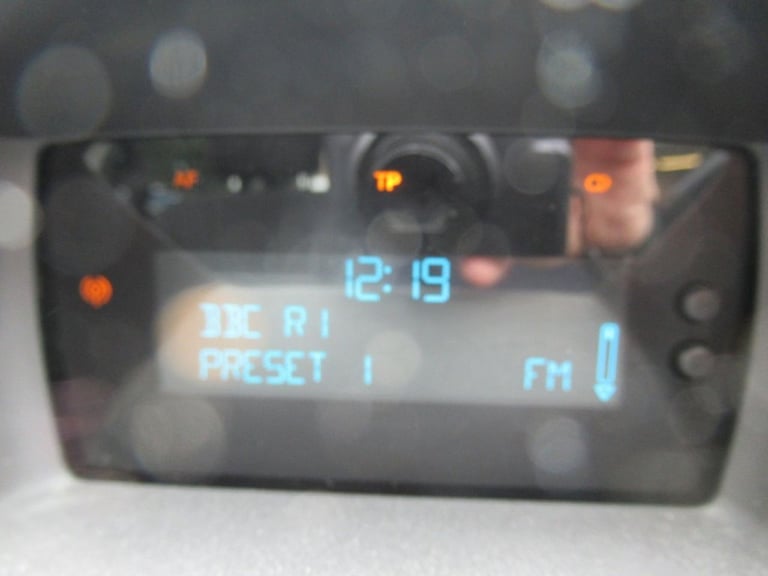 AF TP
12:19
BBC R1
PRESET 1 FM